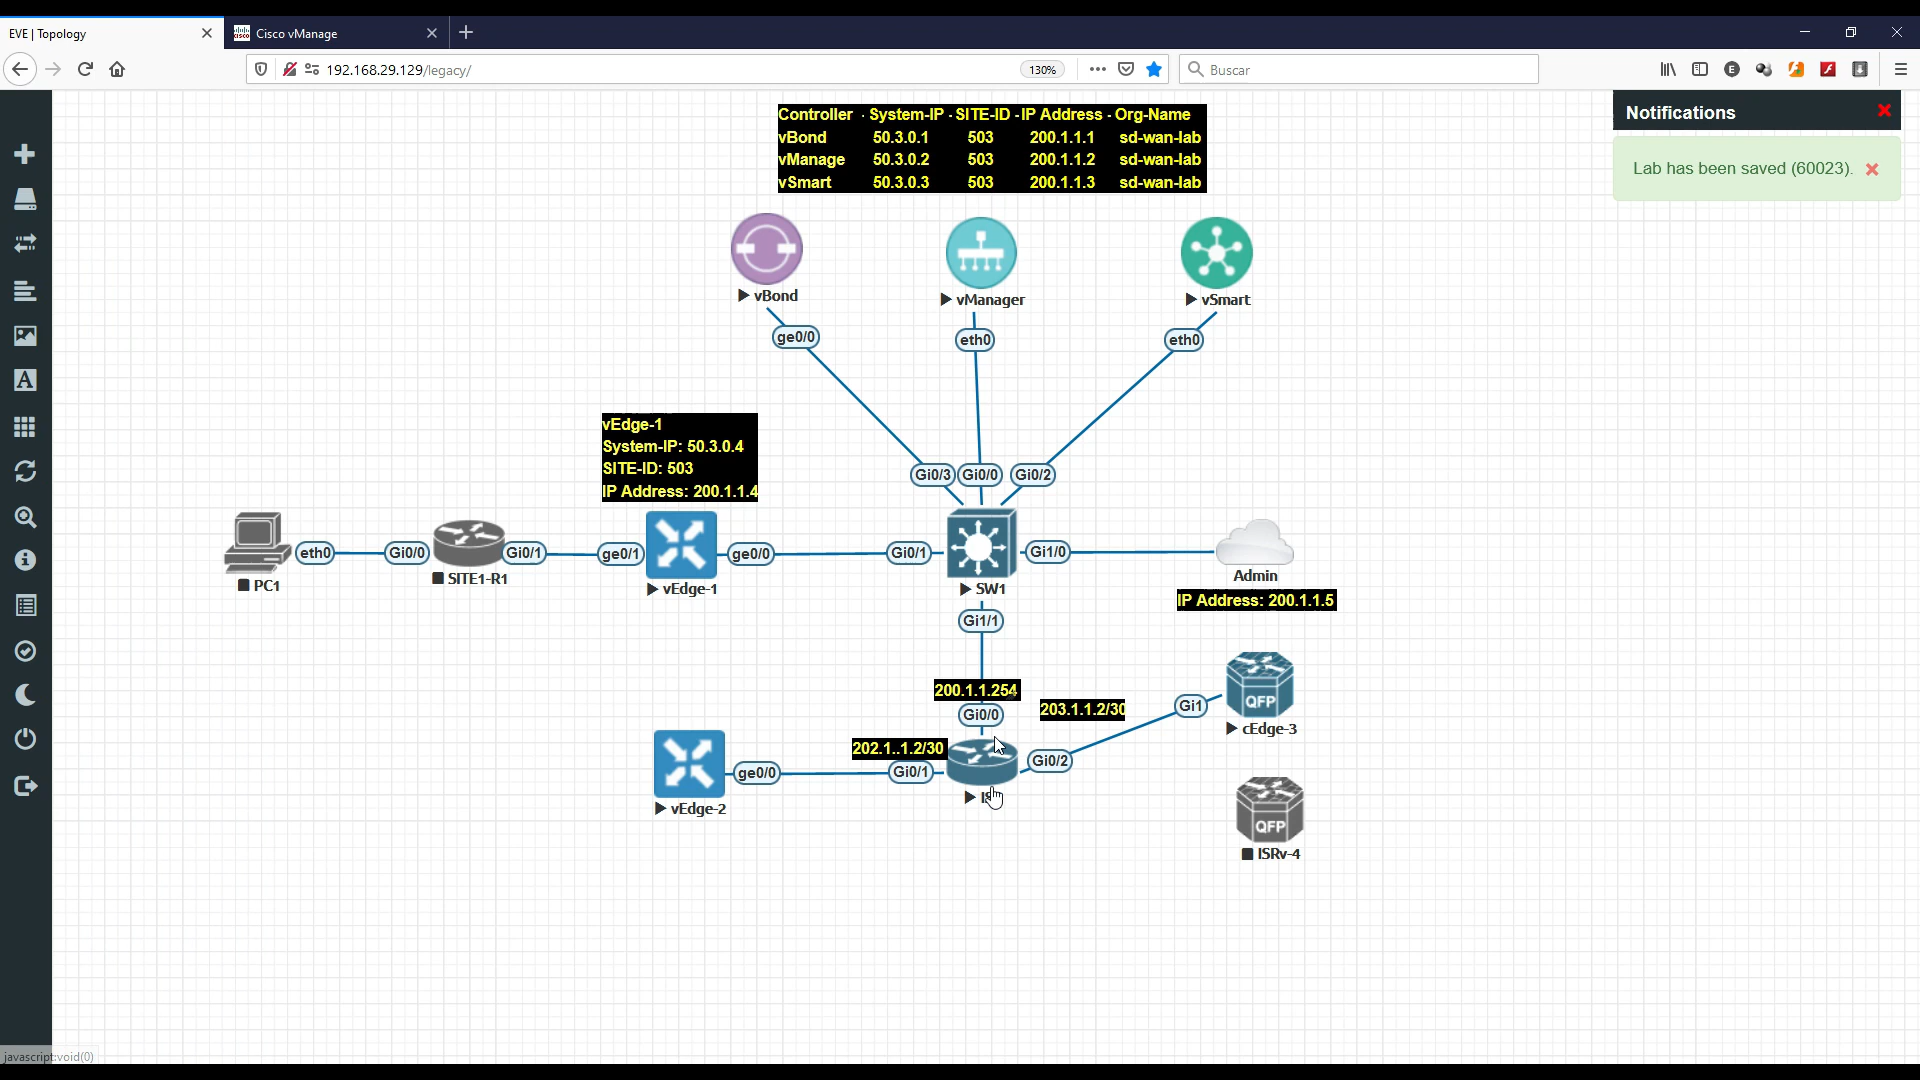 EVE | Topology
Cisco vManage
192.168.29.129/legacy/
130%
Buscar
Notifications
Lab has been saved (60023).
Controller - System-IP - SITE-ID - IP Address - Org-Name
vBond 50.3.0.1 503 200.1.1.1 sd-wan-lab
vManage 50.3.0.2 503 200.1.1.2 sd-wan-lab
vSmart 50.3.0.3 503 200.1.1.3 sd-wan-lab
vBond
vManager
vSmart
ge0/0
eth0
eth0
vEdge-1
System-IP: 50.3.0.4
SITE-ID: 503
IP Address: 200.1.1.4
Gi0/3
Gi0/0
Gi0/2
eth0
Gi0/0
Gi0/1
ge0/1
ge0/0
Gi0/1
Gi1/0
PC1
SITE1-R1
vEdge-1
SW1
Admin
IP Address: 200.1.1.5
Gi1/1
200.1.1.254
203.1.1.2/30
Gi0/0
Gi1
cEdge-3
202.1..1.2/30
ge0/0
Gi0/1
Gi0/2
vEdge-2
QFP
QFP
ISRv-4
javascript:void(0)